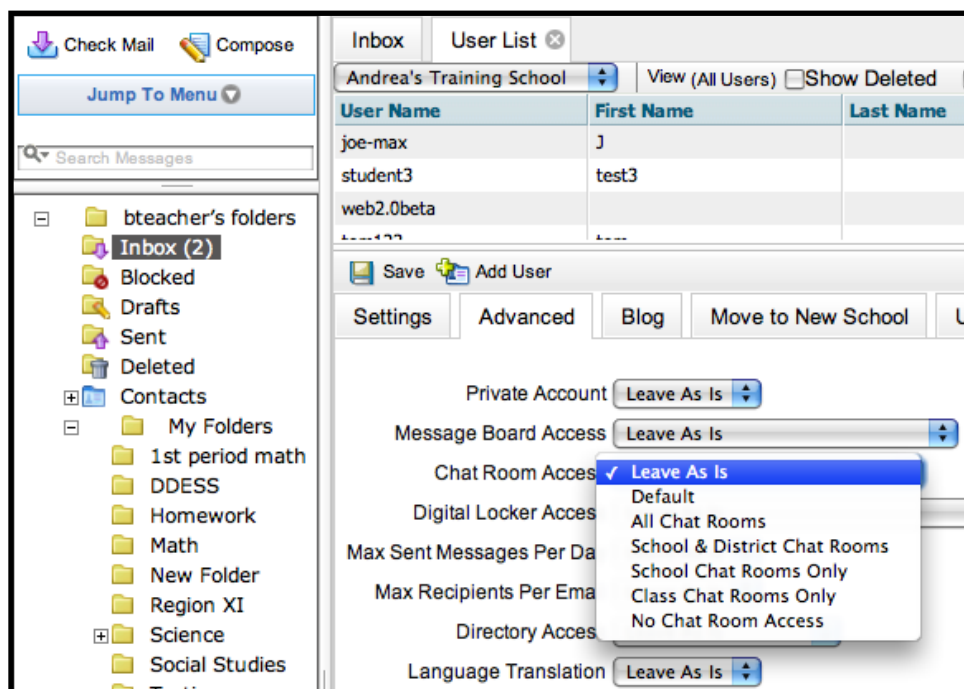 Check Mail Compose
Jump To Menu
Search Messages
bteacher's folders
Inbox (2)
Blocked
Drafts
Sent
Deleted
Contacts
My Folders
1st period math
DDESS
Homework
Math
New Folder
Region XI
Science
Social Studies
Inbox User List
Andrea's Training School View (All Users) Show Deleted
User Name First Name Last Name
joe-max J
student3 test3
web2.0beta
Save Add User
Settings Advanced Blog Move to New School U
Private Account Leave As Is
Message Board Access Leave As Is
Chat Room Acces ✓ Leave As Is
Default
All Chat Rooms
School & District Chat Rooms
School Chat Rooms Only
Class Chat Rooms Only
No Chat Room Access
Digital Locker Acces
Max Sent Messages Per Da
Max Recipients Per Ema
Directory Acces
Language Translation Leave As Is